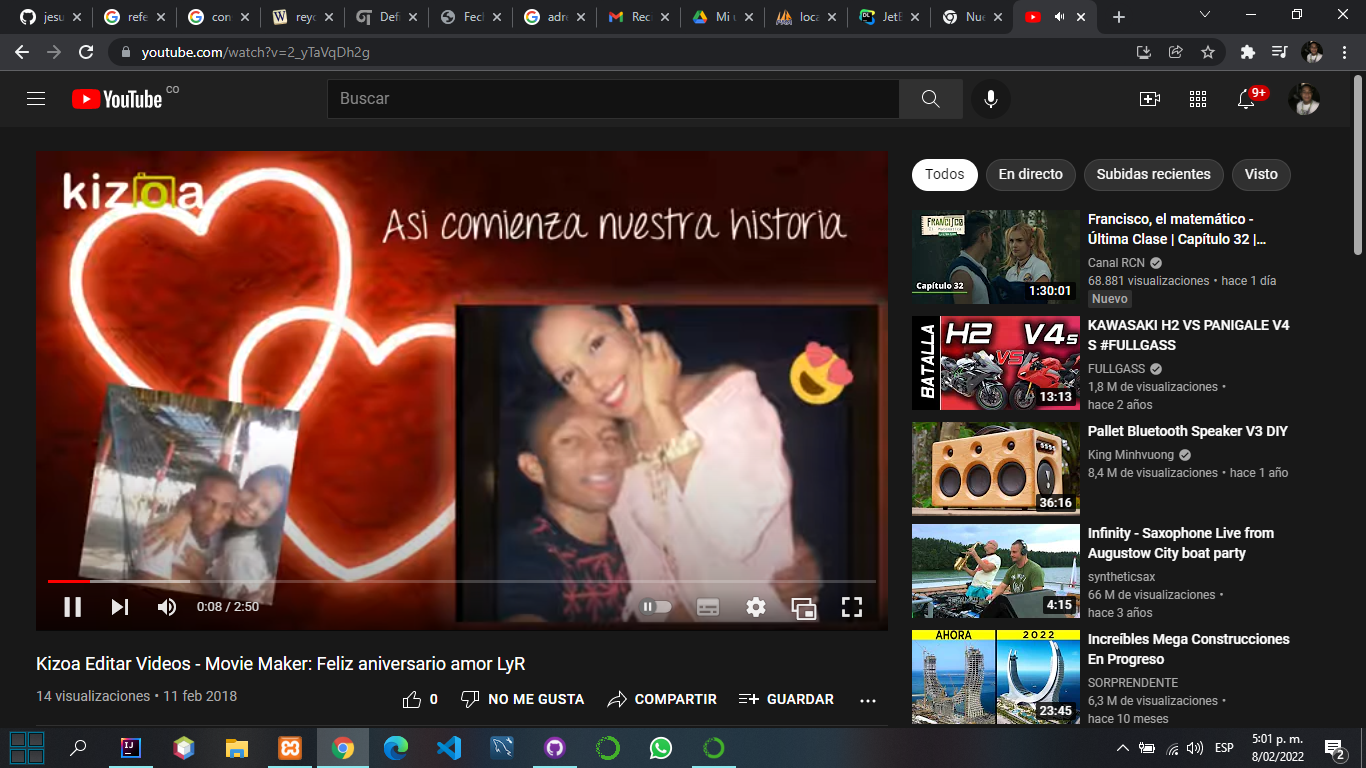 jesu
refe
con
reyc
Defi
Fech
adre
Reci
Mi u
loca
JetB
Nue
youtube.com/watch?v=2_yTaVqDh2g
YouTube CO
Buscar
9+
kizoa
Asi comienza nuestra historia
0:08 / 2:50
Kizoa Editar Videos - Movie Maker: Feliz aniversario amor LyR
14 visualizaciones • 11 feb 2018
0 NO ME GUSTA COMPARTIR GUARDAR
Todos En directo Subidas recientes Visto
FRANCISCO
Capítulo 32
1:30:01
Francisco, el matemático -
Última Clase | Capítulo 32 |...
Canal RCN
68.881 visualizaciones • hace 1 día
Nuevo
BATALLA
H2 VS V4s
13:13
KAWASAKI H2 VS PANIGALE V4
S #FULLGASS
FULLGASS
1,8 M de visualizaciones •
hace 2 años
36:16
Pallet Bluetooth Speaker V3 DIY
King Minhvuong
8,4 M de visualizaciones • hace 1 año
4:15
Infinity - Saxophone Live from
Augustow City boat party
syntheticsax
66 M de visualizaciones •
hace 3 años
AHORA 2022
23:45
Increíbles Mega Construcciones
En Progreso
SORPRENDENTE
6,3 M de visualizaciones •
hace 10 meses
ESP
5:01 p. m.
8/02/2022
2